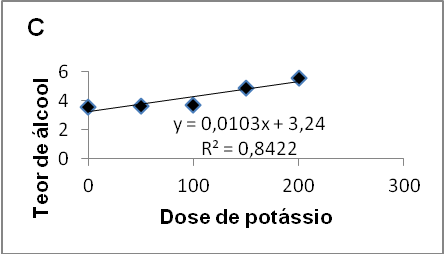 C
6
4
2
0
Teor de álcool
y = 0,0103x + 3,24
R² = 0,8422
0 100 200 300
Dose de potássio